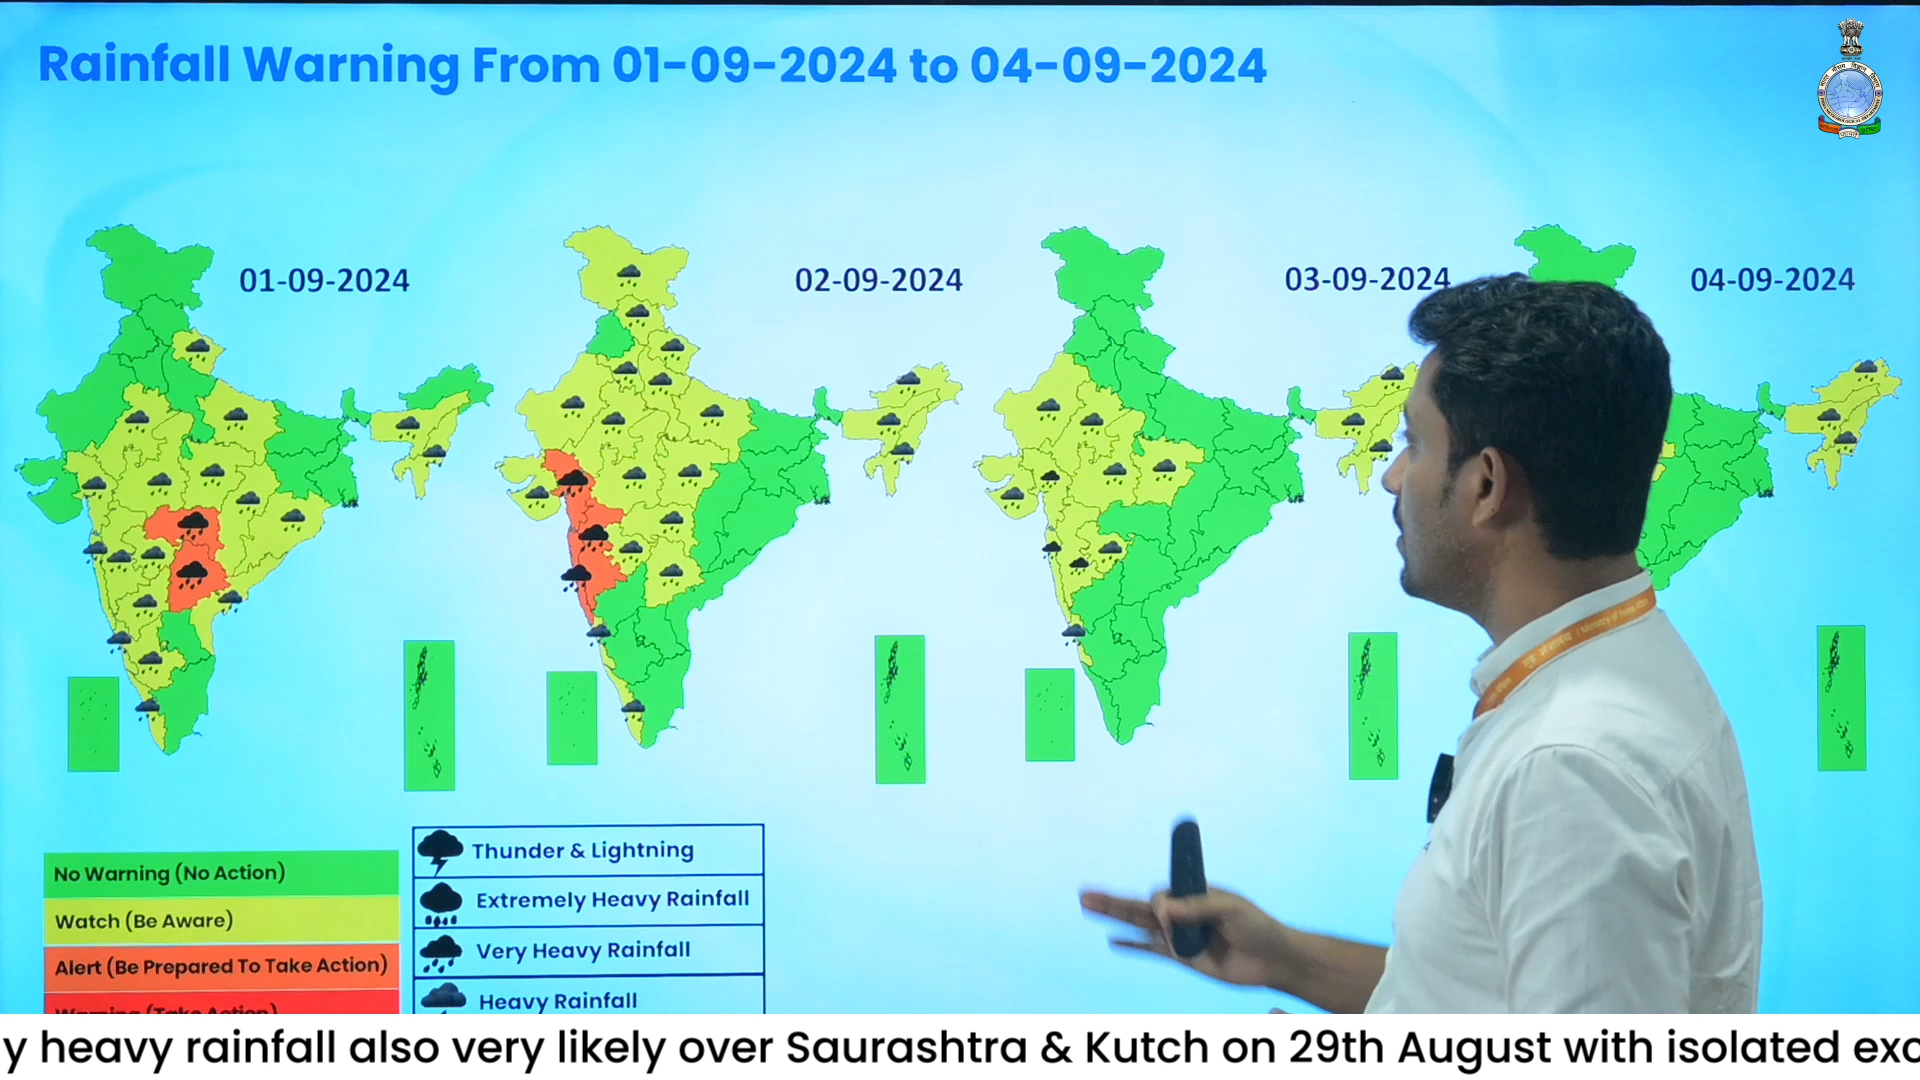 Rainfall Warning From 01-09-2024 to 04-09-2024
01-09-2024
02-09-2024
03-09-2024
04-09-2024
No Warning (No Action)
Watch (Be Aware)
Alert (Be Prepared To Take Action)
Warning (Take Action)
Thunder & Lightning
Extremely Heavy Rainfall
Very Heavy Rainfall
Heavy Rainfall
y heavy rainfall also very likely over Saurashtra & Kutch on 29th August with isolated exc